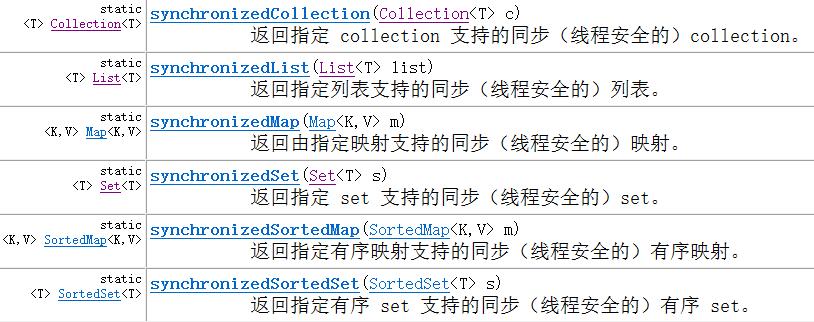 static
<T> Collection<T>
synchronizedCollection(Collection<T> c)
返回指定 collection 支持的同步（线程安全的）collection。
static
<T> List<T>
synchronizedList(List<T> list)
返回指定列表支持的同步（线程安全的）列表。
static
<K,V> Map<K,V>
synchronizedMap(Map<K,V> m)
返回由指定映射支持的同步（线程安全的）映射。
static
<T> Set<T>
synchronizedSet(Set<T> s)
返回指定 set 支持的同步（线程安全的）set。
static
<K,V> SortedMap<K,V>
synchronizedSortedMap(SortedMap<K,V> m)
返回指定有序映射支持的同步（线程安全的）有序映射。
static
<T> SortedSet<T>
synchronizedSortedSet(SortedSet<T> s)
返回指定有序 set 支持的同步（线程安全的）有序 set。